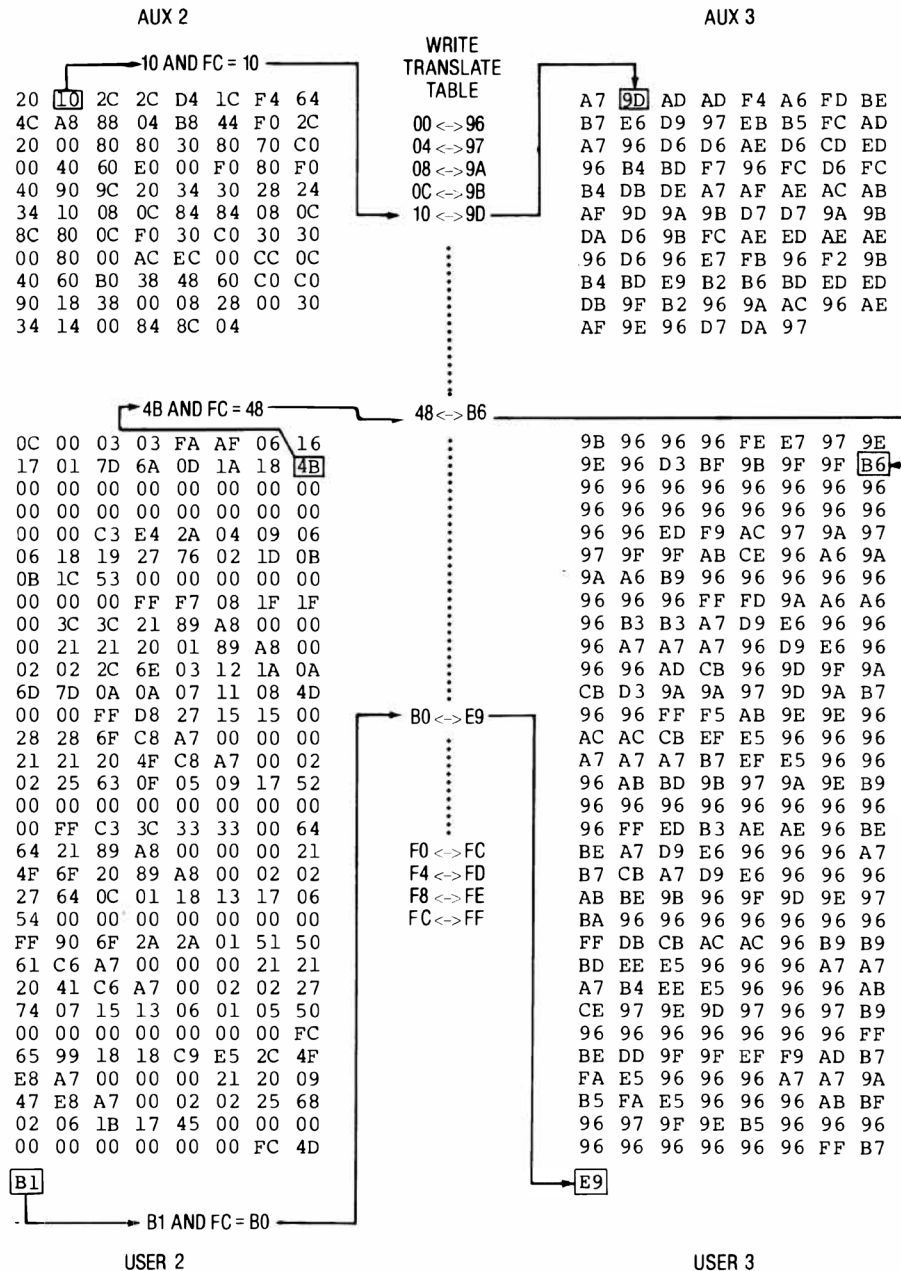 AUX 2
AUX 3
10 AND FC = 10
WRITE
TRANSLATE
TABLE
20 10 2C 2C D4 1C F4 64
4C A8 88 04 B8 44 F0 2C
20 00 80 80 30 80 70 C0
00 40 60 E0 00 F0 80 F0
40 90 9C 20 34 30 28 24
34 10 08 0C 84 84 08 0C
8C 80 0C F0 30 C0 30 30
00 80 00 AC EC 00 CC 0C
40 60 B0 38 48 60 C0 C0
90 18 38 00 08 28 00 30
34 14 00 84 8C 04
00 <-> 96
04 <-> 97
08 <-> 9A
0C <-> 9B
10 <-> 9D
A7 9D AD AD F4 A6 FD BE
B7 E6 D9 97 EB B5 FC AD
A7 96 D6 D6 AE D6 CD ED
96 B4 BD F7 96 FC D6 FC
B4 DB DE A7 AF AE AC AB
AF 9D 9A 9B D7 D7 9A 9B
DA D6 9B FC AE ED AE AE
96 D6 96 E7 FB 96 F2 9B
B4 BD E9 B2 B6 BD ED ED
DB 9F B2 96 9A AC 96 AE
AF 9E 96 D7 DA 97
4B AND FC = 48
48 <-> B6
0C 00 03 03 FA AF 06 16
17 01 7D 6A 0D 1A 18 4B
00 00 00 00 00 00 00 00
00 00 00 00 00 00 00 00
00 00 C3 E4 2A 04 09 06
06 18 19 27 76 02 1D 0B
0B 1C 53 00 00 00 00 00
00 00 00 FF F7 08 1F 1F
00 3C 3C 21 89 A8 00 00
00 21 21 20 01 89 A8 00
02 02 2C 6E 03 12 1A 0A
6D 7D 0A 0A 07 11 08 4D
00 00 FF D8 27 15 15 00
28 28 6F C8 A7 00 00 00
21 21 20 4F C8 A7 00 02
02 25 63 0F 05 09 17 52
00 00 00 00 00 00 00 00
00 FF C3 3C 33 33 00 64
64 21 89 A8 00 00 00 21
4F 6F 20 89 A8 00 02 02
27 64 0C 01 18 13 17 06
54 00 00 00 00 00 00 00
FF 90 6F 2A 2A 01 51 50
61 C6 A7 00 00 00 21 21
20 41 C6 A7 00 02 02 27
74 07 15 13 06 01 05 50
00 00 00 00 00 00 00 FC
65 99 18 18 C9 E5 2C 4F
E8 A7 00 00 00 21 20 09
47 E8 A7 00 02 02 25 68
02 06 1B 17 45 00 00 00
00 00 00 00 00 00 FC 4D
B1
B0 <-> E9
F0 <-> FC
F4 <-> FD
F8 <-> FE
FC <-> FF
9B 96 96 96 FE E7 97 9E
9E 96 D3 BF 9B 9F 9F B6
96 96 96 96 96 96 96 96
96 96 96 96 96 96 96 96
96 96 ED F9 AC 97 9A 97
97 9F 9F AB CE 96 A6 9A
9A A6 B9 96 96 96 96 96
96 96 96 FF FD 9A A6 A6
96 B3 B3 A7 D9 E6 96 96
96 A7 A7 A7 96 D9 E6 96
96 96 AD CB 96 9D 9F 9A
CB D3 9A 9A 97 9D 9A B7
96 96 FF F5 AB 9E 9E 96
AC AC CB EF E5 96 96 96
A7 A7 A7 B7 EF E5 96 96
96 AB BD 9B 97 9A 9E B9
96 96 96 96 96 96 96 96
96 FF ED B3 AE AE 96 BE
BE A7 D9 E6 96 96 96 A7
B7 CB A7 D9 E6 96 96 96
AB BE 9B 96 9F 9D 9E 97
BA 96 96 96 96 96 96 96
FF DB CB AC AC 96 B9 B9
BD EE E5 96 96 96 A7 A7
A7 B4 EE E5 96 96 96 AB
CE 97 9E 9D 97 96 97 B9
96 96 96 96 96 96 96 FF
BE DD 9F 9F EF F9 AD B7
FA E5 96 96 96 A7 A7 9A
B5 FA E5 96 96 96 AB BF
96 97 9F 9E B5 96 96 96
96 96 96 96 96 96 FF B7
E9
B1 AND FC = B0
USER 2
USER 3